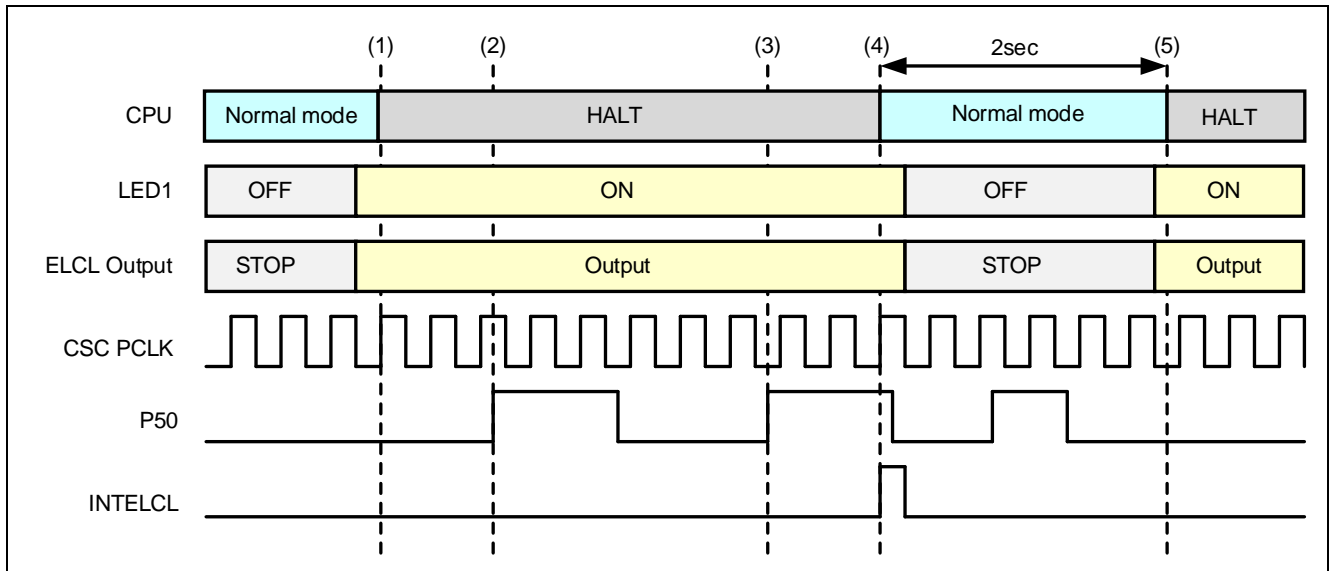 (1) (2) (3) (4) 2sec (5)
CPU Normal mode HALT Normal mode HALT
LED1 OFF ON OFF ON
ELCL Output STOP Output STOP Output
CSC PCLK
P50
INTELCL